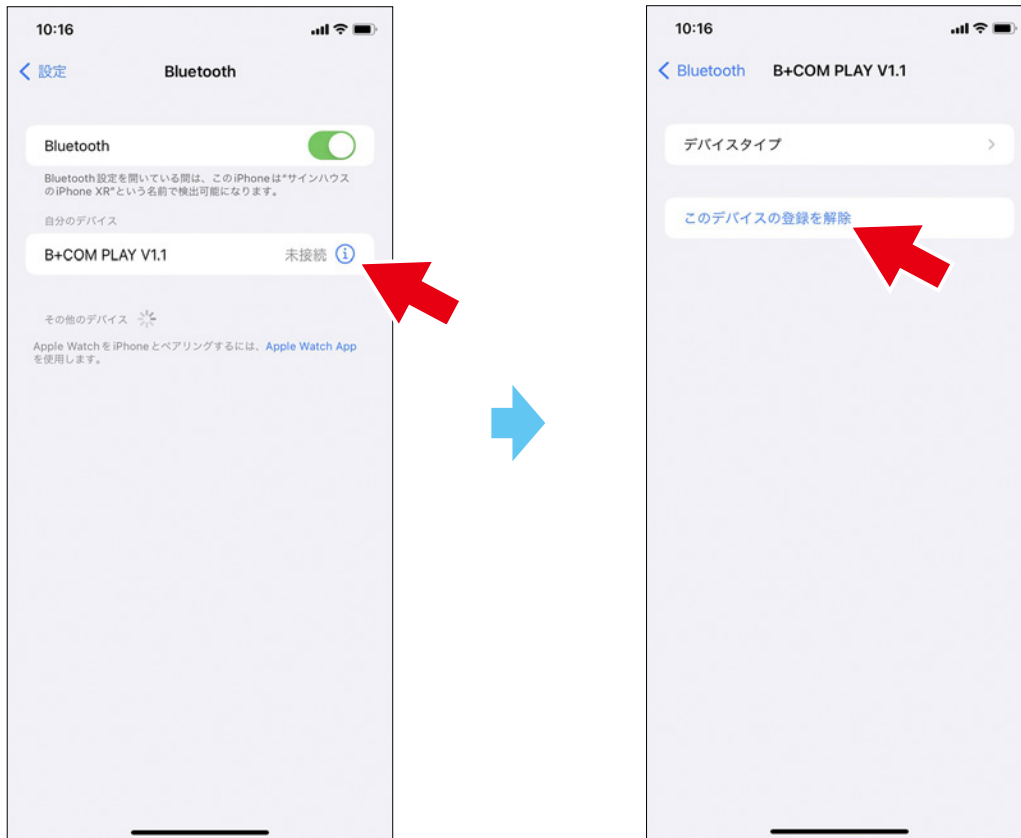 10:16
設定
Bluetooth
Bluetooth
Bluetooth設定を開いている間は、このiPhoneは“サインハウス
のiPhone XR”という名前で検出可能になります。
自分のデバイス
B+COM PLAY V1.1 未接続
その他のデバイス
Apple WatchをiPhoneとペアリングするには、Apple Watch App
を使用します。
10:16
Bluetooth
B+COM PLAY V1.1
デバイスタイプ
このデバイスの登録を解除